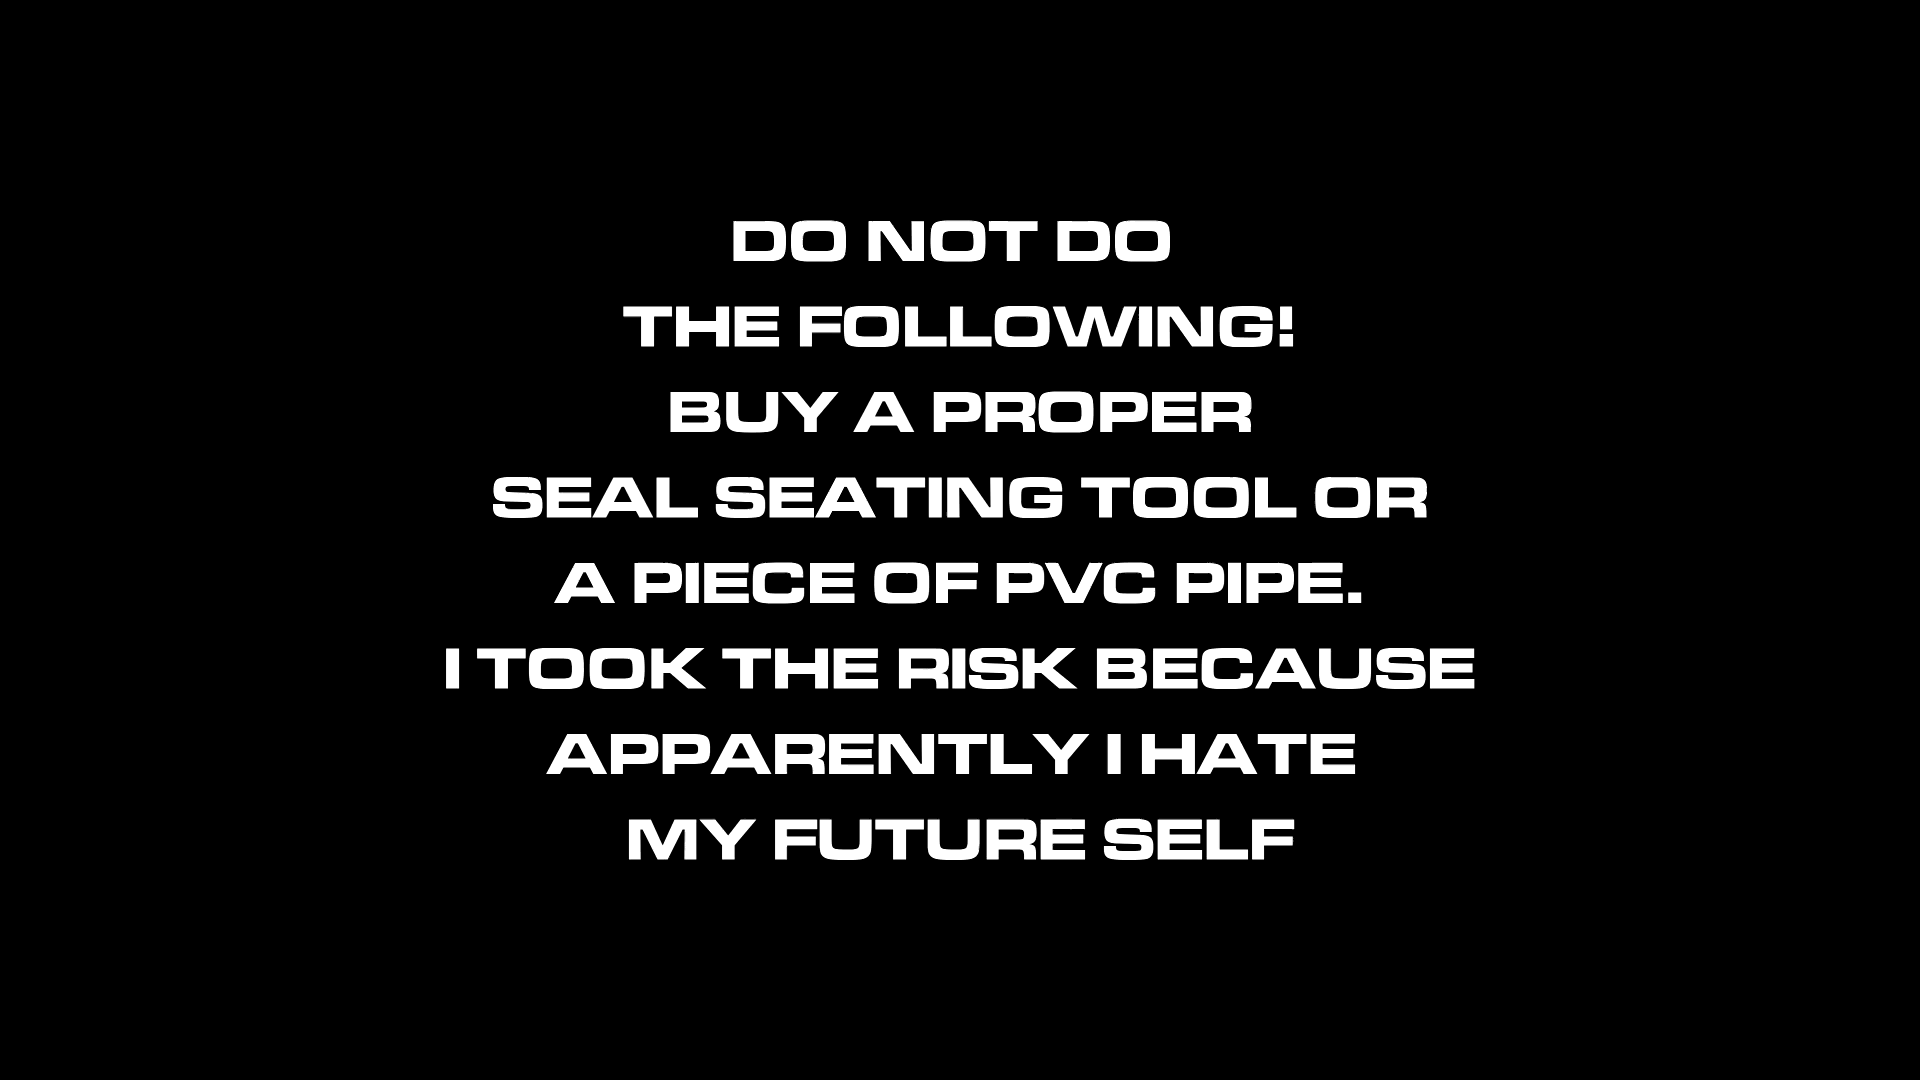 DO NOT DO
THE FOLLOWING!
BUY A PROPER
SEAL SEATING TOOL OR
A PIECE OF PVC PIPE.
I TOOK THE RISK BECAUSE
APPARENTLY I HATE
MY FUTURE SELF